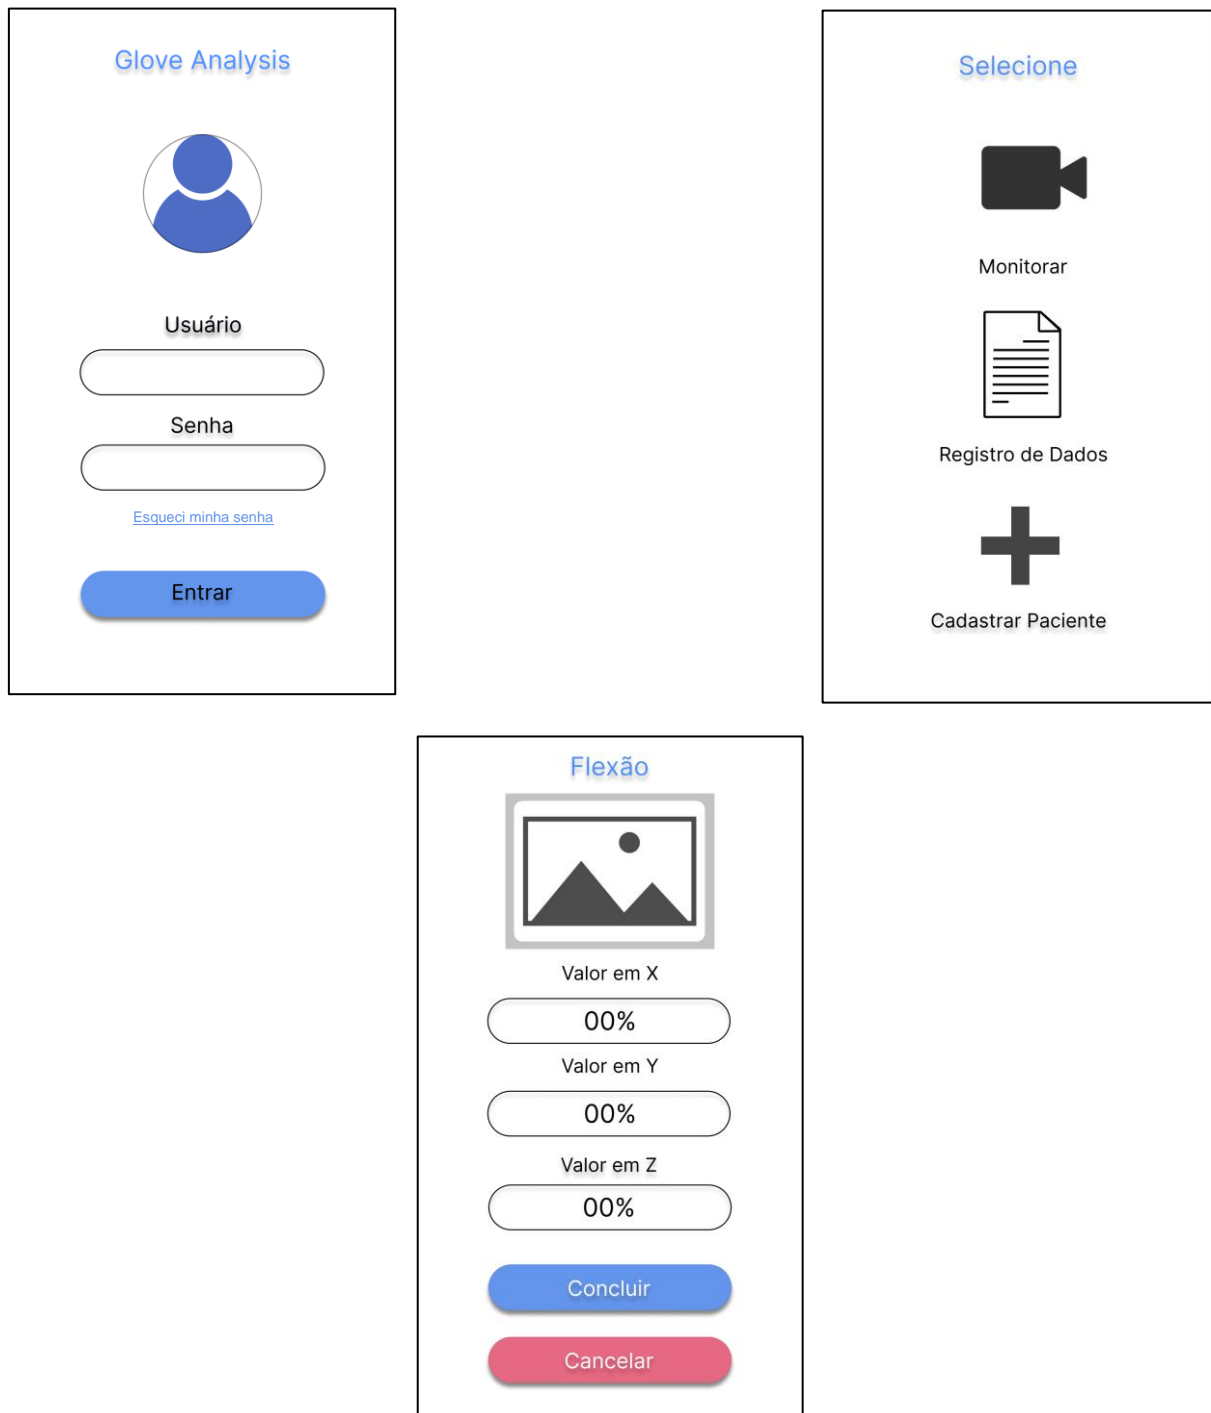 Glove Analysis
Usuário
Senha
Esqueci minha senha
Entrar
Selecione
Monitorar
Registro de Dados
Cadastrar Paciente
Flexão
Valor em X
00%
Valor em Y
00%
Valor em Z
00%
Concluir
Cancelar